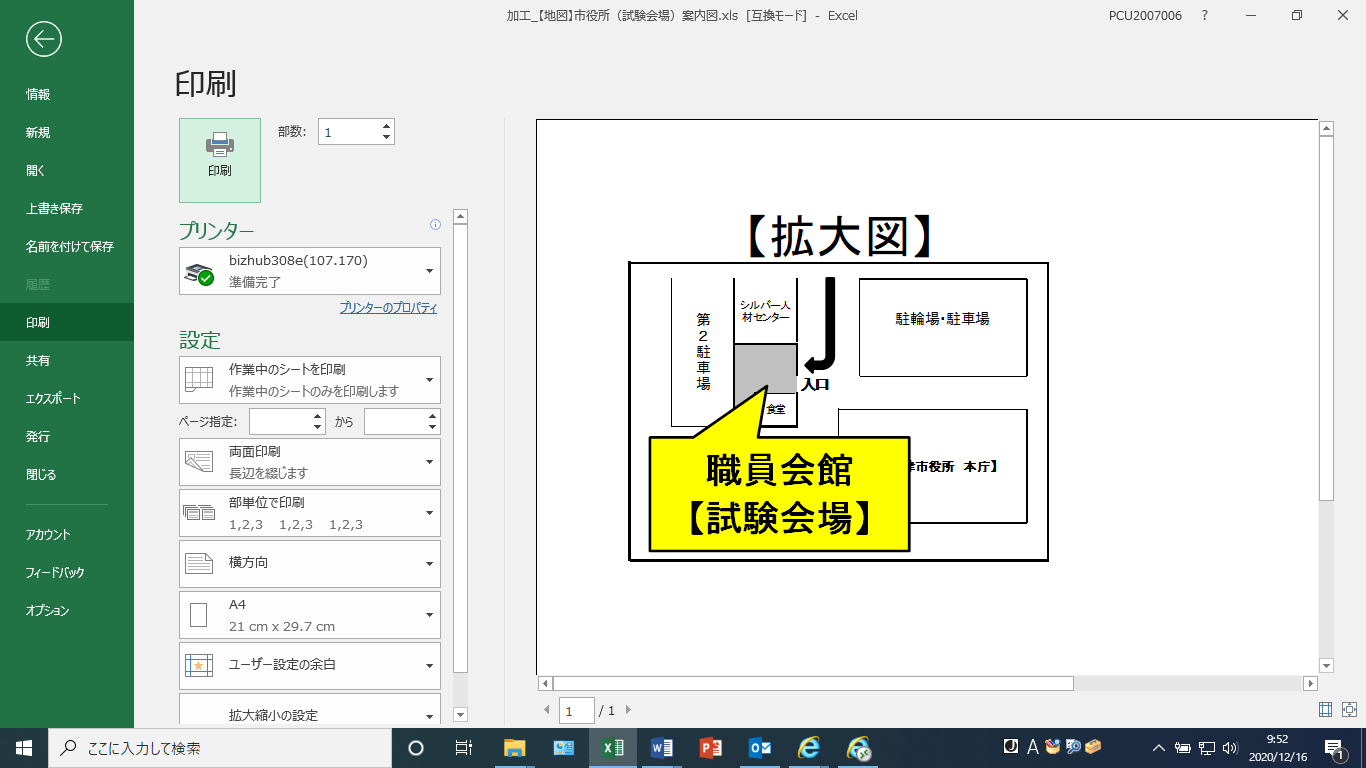 加工_【地図】市役所（試験会場）案内図.xls [互換モード] - Excel
PCU2007006
?
情報
新規
開く
上書き保存
名前を付けて保存
履歴
印刷
共有
エクスポート
発行
閉じる
アカウント
フィードバック
オプション
印刷
印刷
部数: 1
プリンター
bizhub308e(107.170)
準備完了
プリンターのプロパティ
設定
作業中のシートを印刷
作業中のシートのみを印刷します
ページ指定: から
両面印刷
長辺を綴じます
部単位で印刷
1,2,3 1,2,3 1,2,3
横方向
A4
21 cm x 29.7 cm
ユーザー設定の余白
拡大縮小の設定
【拡大図】
第２駐車場
シルバー人
材センター
駐輪場・駐車場
入口
食堂
市役所 本庁】
職員会館
【試験会場】
1 / 1
ここに入力して検索
A
9:52
2020/12/16
1